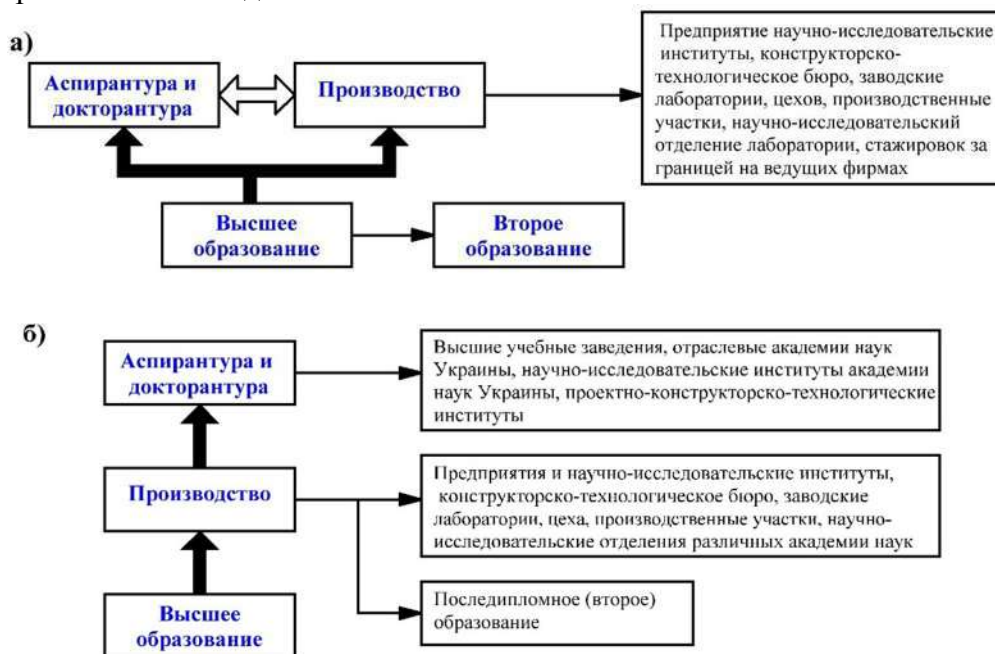 а)
Аспирантура и
докторантура
Производство
Предприятие научно-исследовательские
институты, конструкторско-
технологическое бюро, заводские
лаборатории, цехов, производственные
участки, научно-исследовательский
отделение лаборатории, стажировок за
границей на ведущих фирмах
Высшее
образование
Второе
образование
б)
Аспирантура и
докторантура
Высшие учебные заведения, отраслевые академии наук
Украины, научно-исследовательские институты академии
наук Украины, проектно-конструкторско-технологические
институты
Производство
Предприятия и научно-исследовательские институты,
конструкторско-технологическое бюро, заводские
лаборатории, цеха, производственные участки, научно-
исследовательские отделения различных академии наук
Последипломное (второе)
образование
Высшее
образование